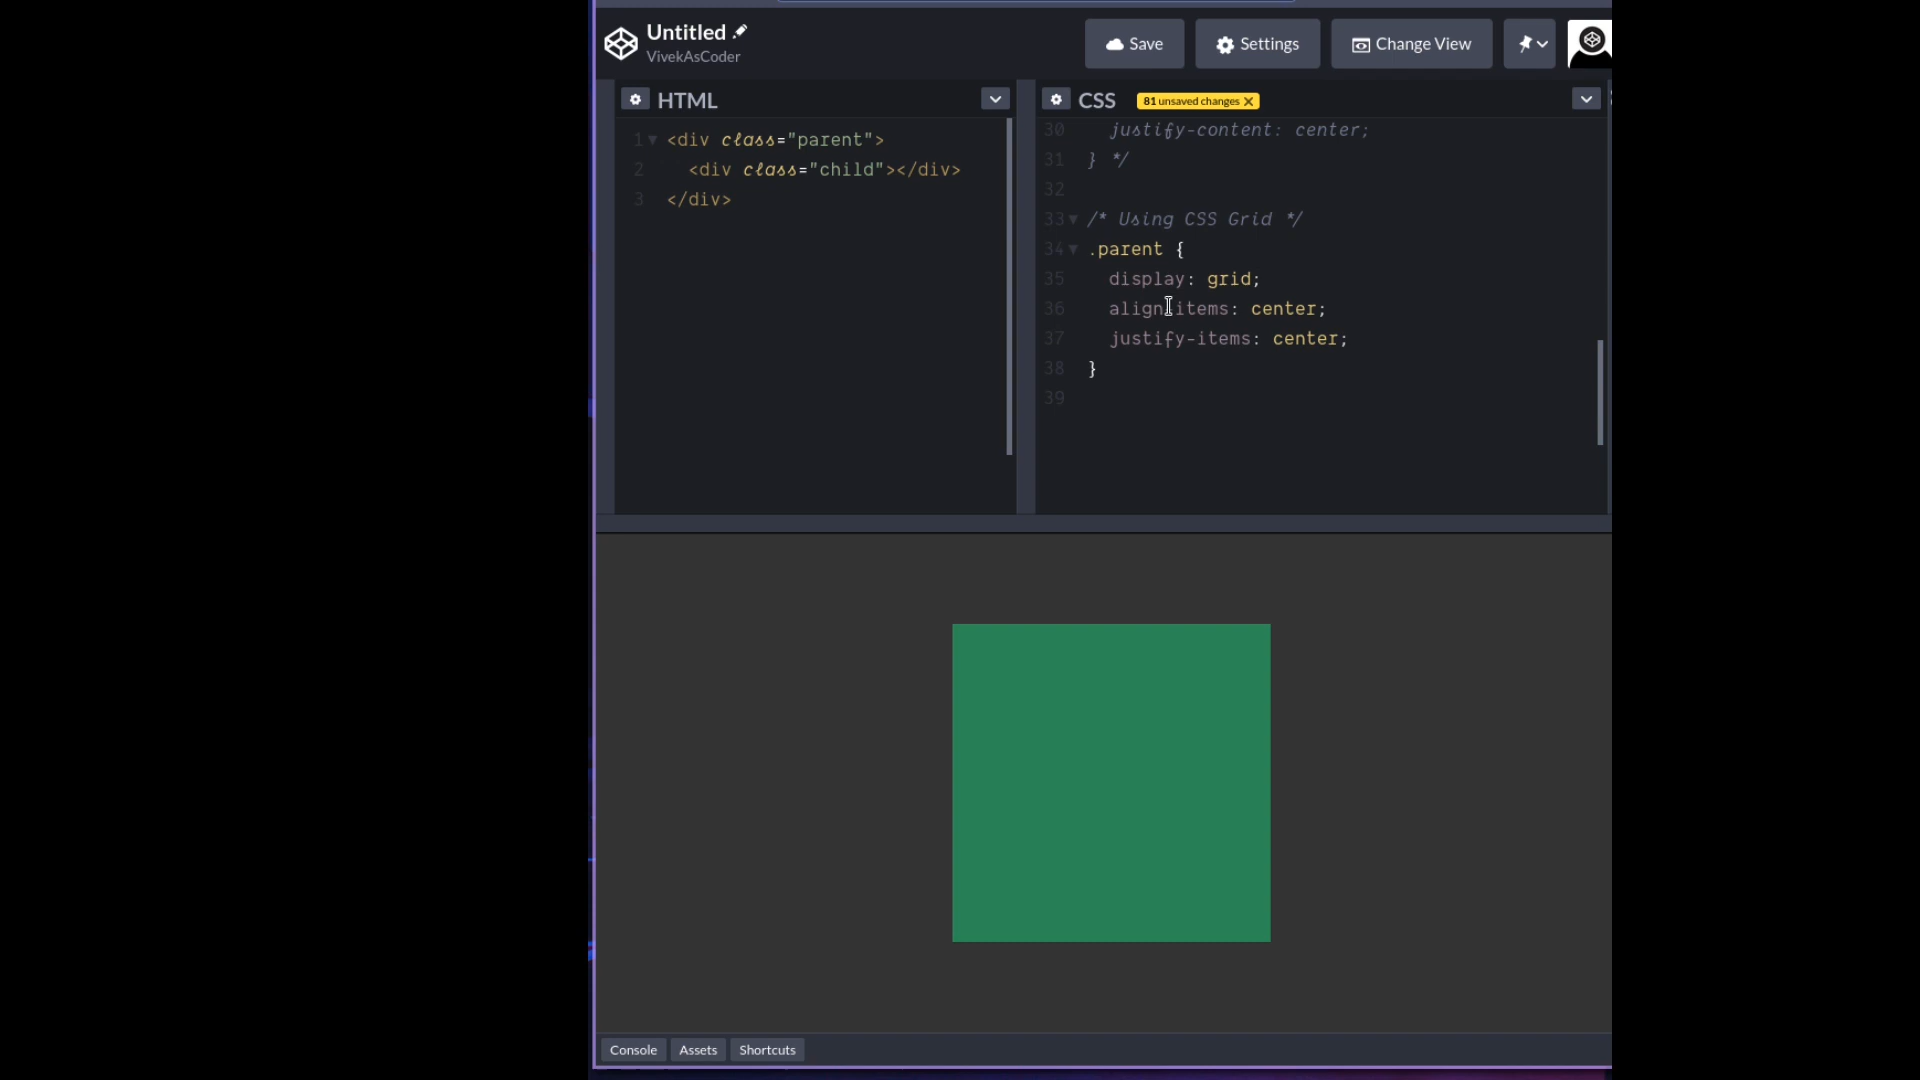 Untitled
VivekAsCoder
Save
Settings
Change View
HTML
CSS
81 unsaved changes
1 <div class="parent">
2 <div class="child"></div>
3 </div>
30 justify-content: center;
31 } */
32
33 /* Using CSS Grid */
34 .parent {
35 display: grid;
36 align-items: center;
37 justify-items: center;
38 }
39
Console
Assets
Shortcuts